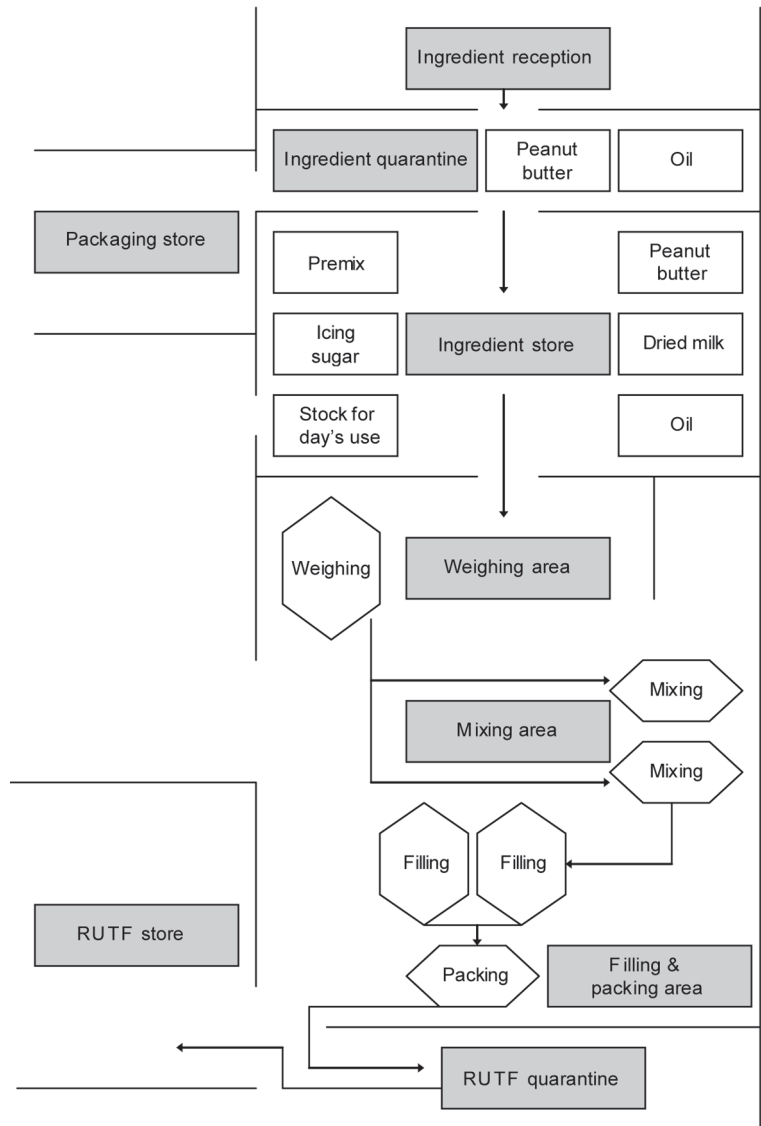 Ingredient reception
Ingredient quarantine
Peanut
butter
Oil
Packaging store
Premix
Peanut
butter
Icing
sugar
Ingredient store
Dried milk
Stock for
day's use
Oil
Weighing
Weighing area
Mixing
Mixing area
Mixing
Filling
Filling
RUTF store
Packing
Filling &
packing area
RUTF quarantine